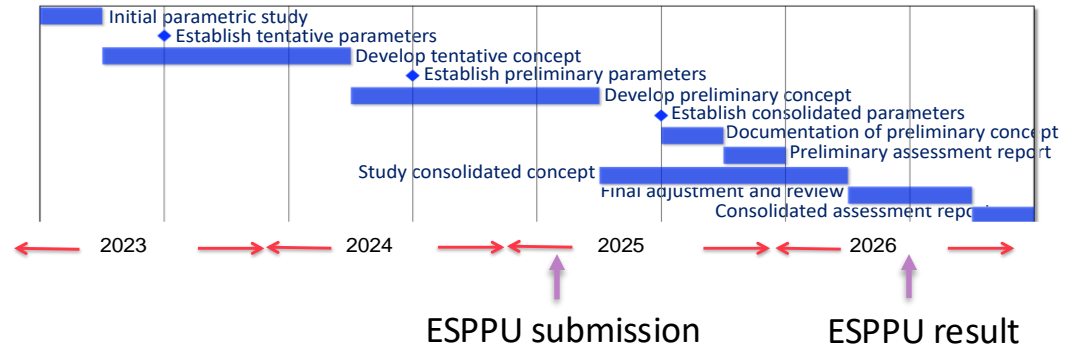 Initial parametric study
Establish tentative parameters
Develop tentative concept
Establish preliminary parameters
Develop preliminary concept
Establish consolidated parameters
Documentation of preliminary concept
Preliminary assessment report
Study consolidated concept
Final adjustment and review
Consolidated assessment report
2023 2024 2025 2026
ESPPU submission ESPPU result